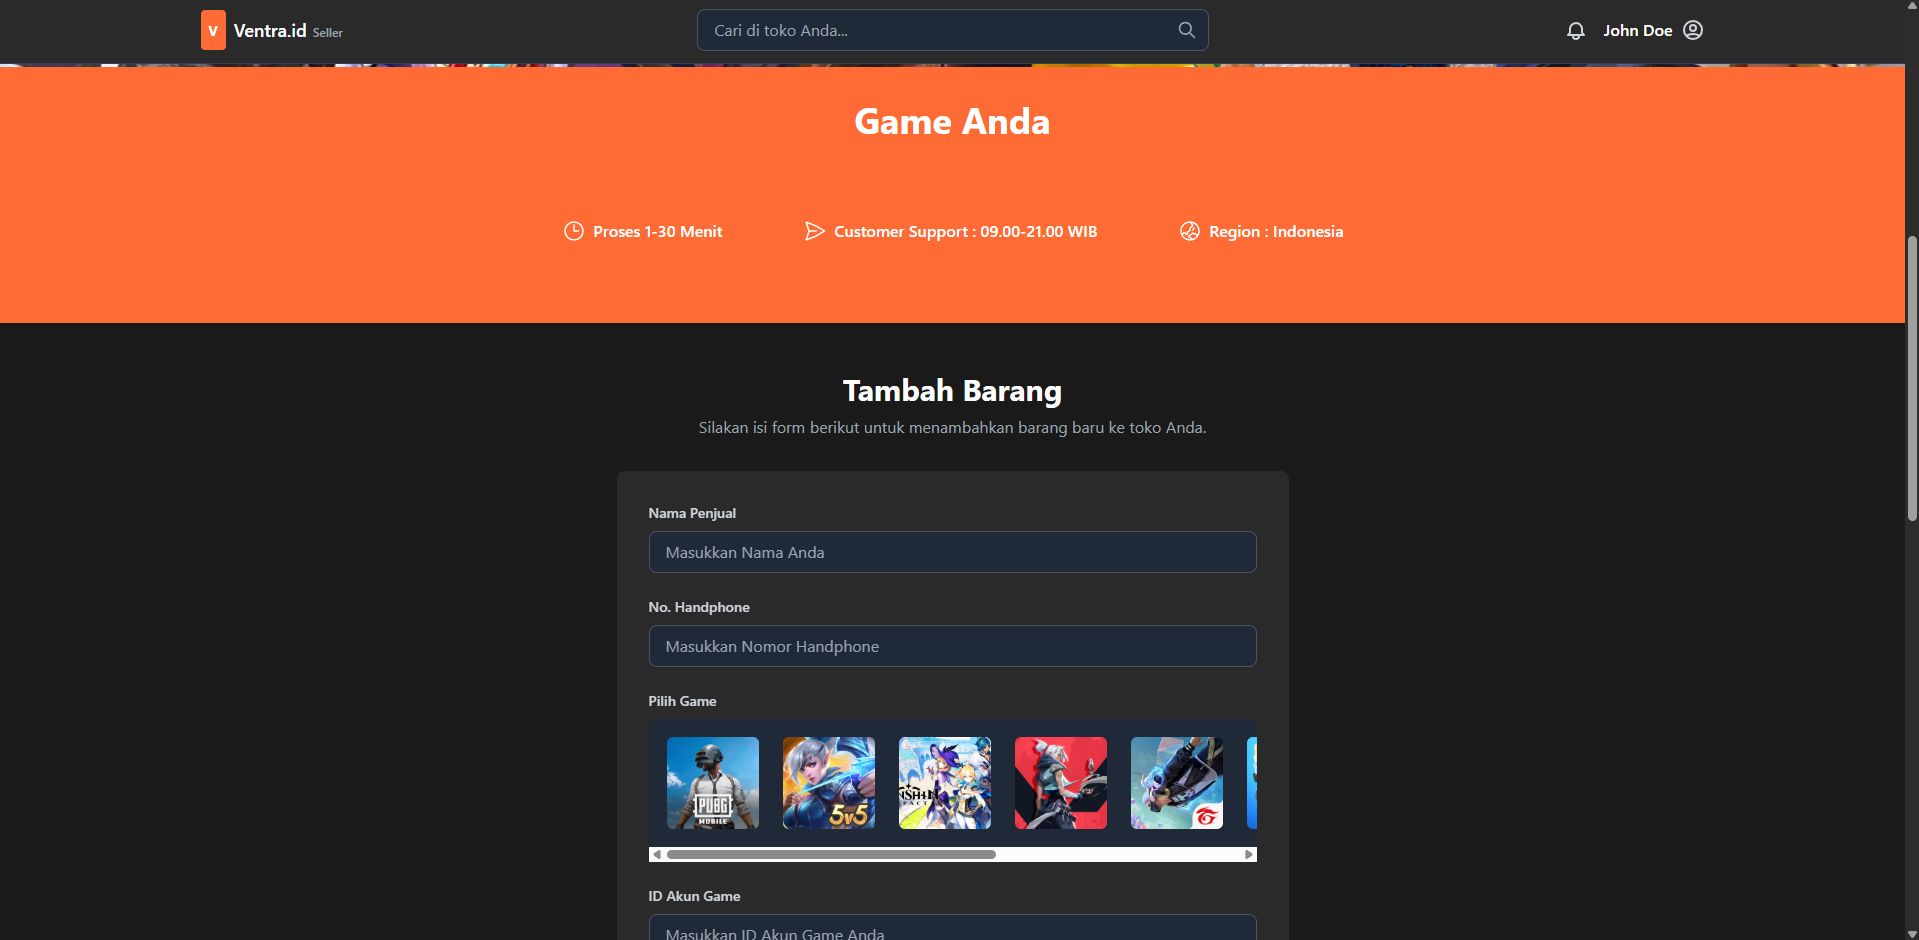 V Ventra.id Seller
Cari di toko Anda...
John Doe
Game Anda
Proses 1-30 Menit
Customer Support : 09.00-21.00 WIB
Region : Indonesia
Tambah Barang
Silakan isi form berikut untuk menambahkan barang baru ke toko Anda.
Nama Penjual
Masukkan Nama Anda
No. Handphone
Masukkan Nomor Handphone
Pilih Game
PUBG
MOBILE
5v5
NSHIN
PACT
ID Akun Game
Masukkan ID Akun Game Anda